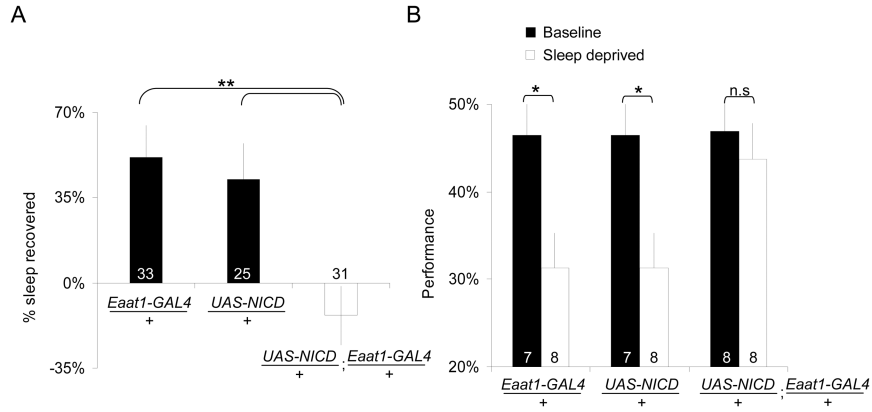 A
**
70%
35%
0%
-35%
% sleep recovered
33
25
31
Eaat1-GAL4
+
UAS-NICD
+
UAS-NICD ; Eaat1-GAL4
+ +
B
Baseline
Sleep deprived
* * n.s
50%
40%
30%
20%
Performance
7 8 7 8 8 8
Eaat1-GAL4 UAS-NICD UAS-NICD ; Eaat1-GAL4
+ + + +